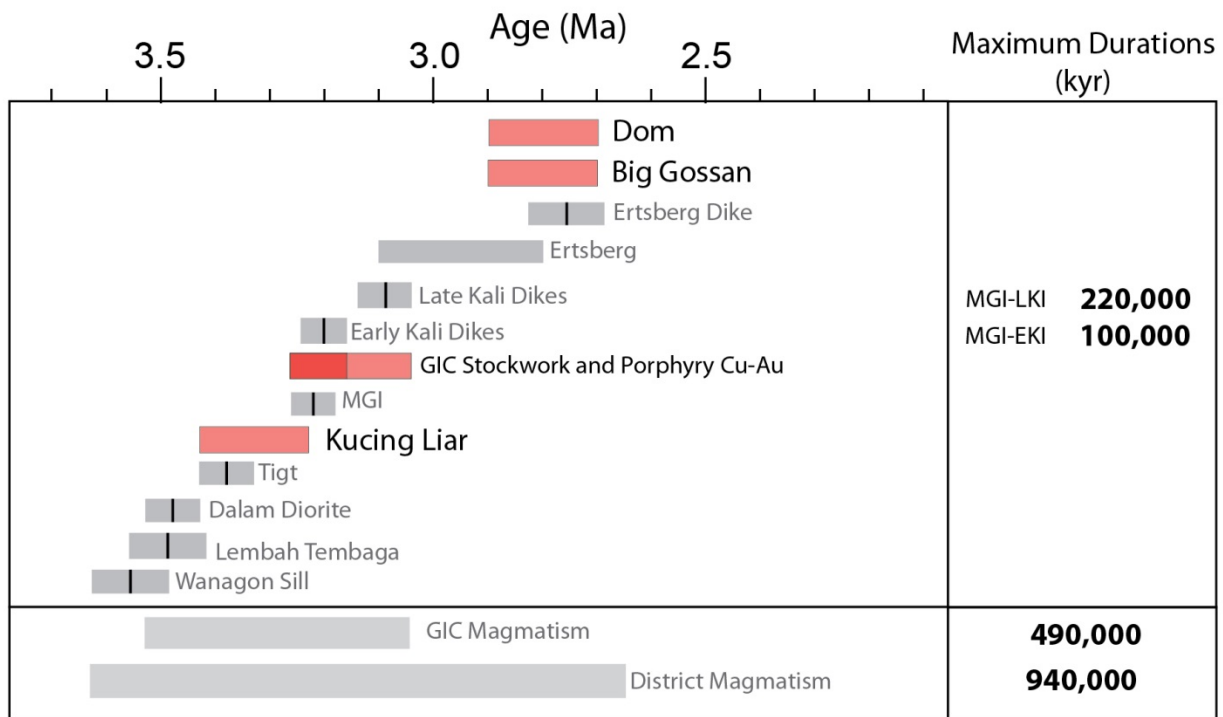 Age (Ma)
3.5 3.0 2.5
Maximum Durations
(kyr)
Dom
Big Gossan
Ertsberg Dike
Ertsberg
Late Kali Dikes
MGI-LKI 220,000
Early Kali Dikes
MGI-EKI 100,000
GIC Stockwork and Porphyry Cu-Au
MGI
Kucing Liar
Tigt
Dalam Diorite
Lembah Tembaga
Wanagon Sill
GIC Magmatism 490,000
District Magmatism 940,000